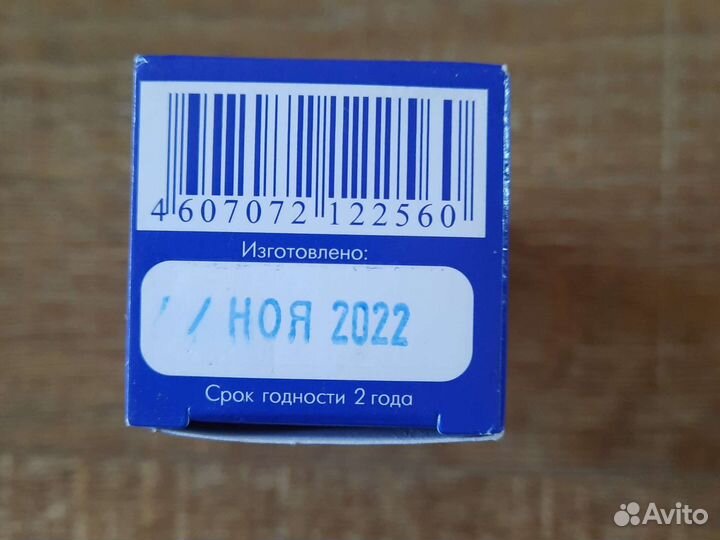 4 607072 122560
Изготовлено:
НОЯ 2022
Срок годности 2 года
Avito